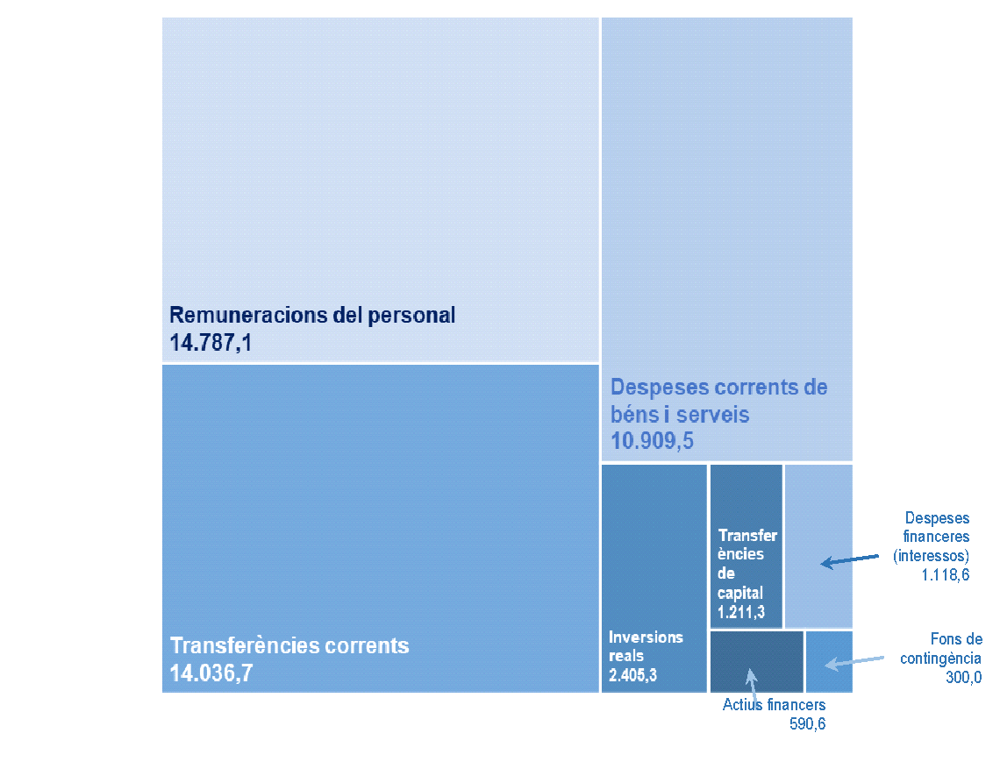 Remuneracions del personal
14.787,1
Despeses corrents de
béns i serveis
10.909,5
Transferències corrents
14.036,7
Inversions
reals
2.405,3
Transfer
ències
de
capital
1.211,3
Despeses
financeres
(interessos)
1.118,6
Fons de
contingència
300,0
Actius financers
590,6